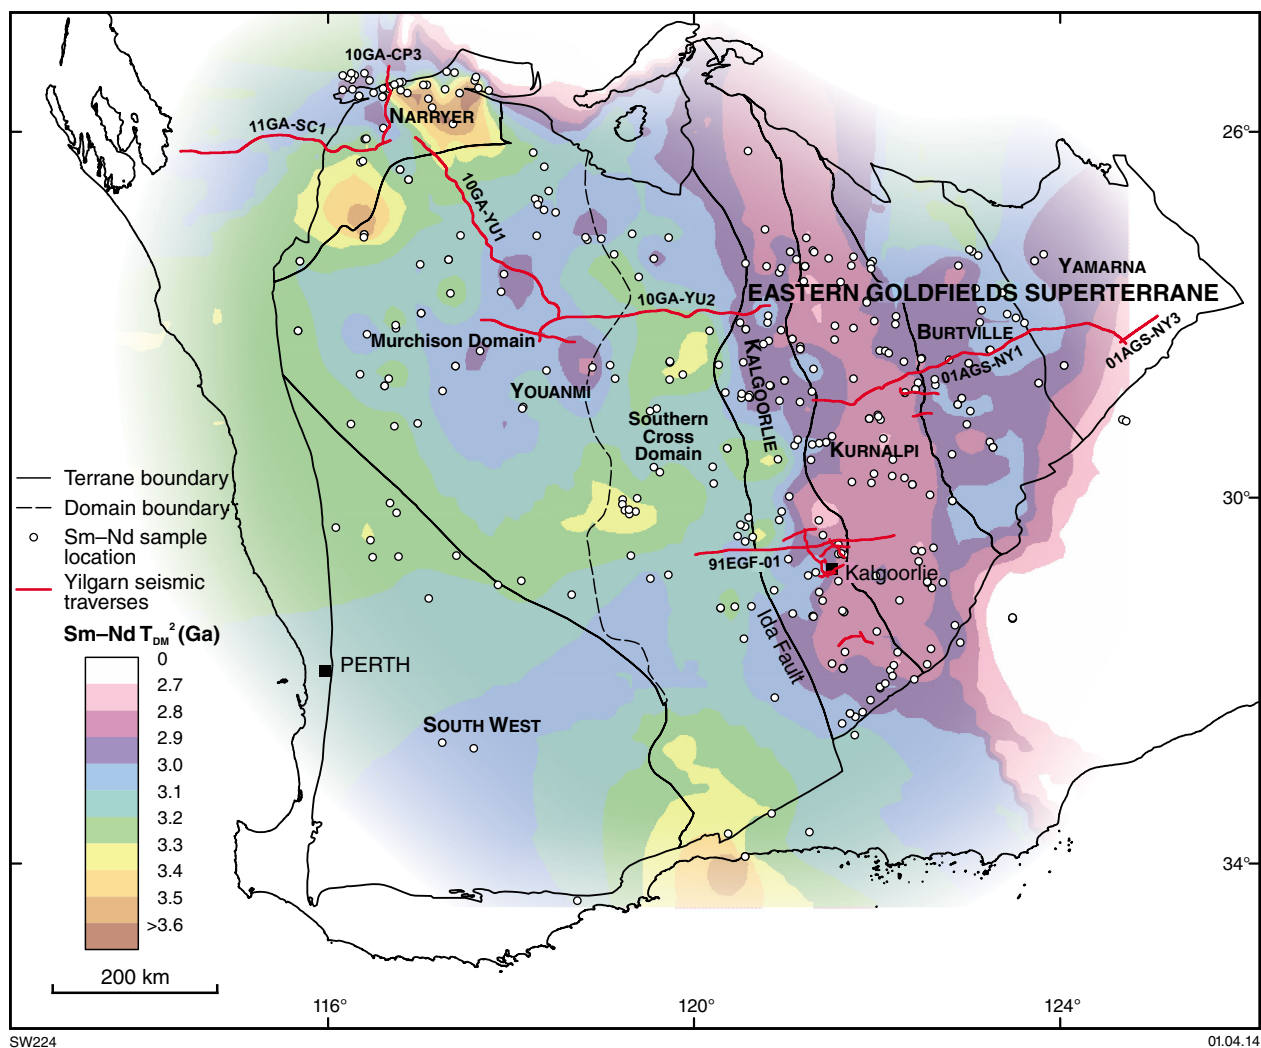 10GA-CP3
11GA-SC1
NARRYER
26°
10GA-YU1
YAMARNA
EASTERN GOLDFIELDS SUPERTERRANE
10GA-YU2
BURTVILLE
01AGS-NY3
01AGS-NY1
Murchison Domain
KALGOORLIE
YOUANMI
Southern
Cross
Domain
KURNALPI
Terrane boundary
Domain boundary
Sm–Nd sample
location
Yilgarn seismic
traverses
30°
91EGF-01
Kalgoorlie
Ida Fault
Sm–Nd TDM2 (Ga)
0
2.7
2.8
2.9
3.0
3.1
3.2
3.3
3.4
3.5
>3.6
PERTH
SOUTH WEST
34°
200 km
116°
120°
124°
SW224
01.04.14